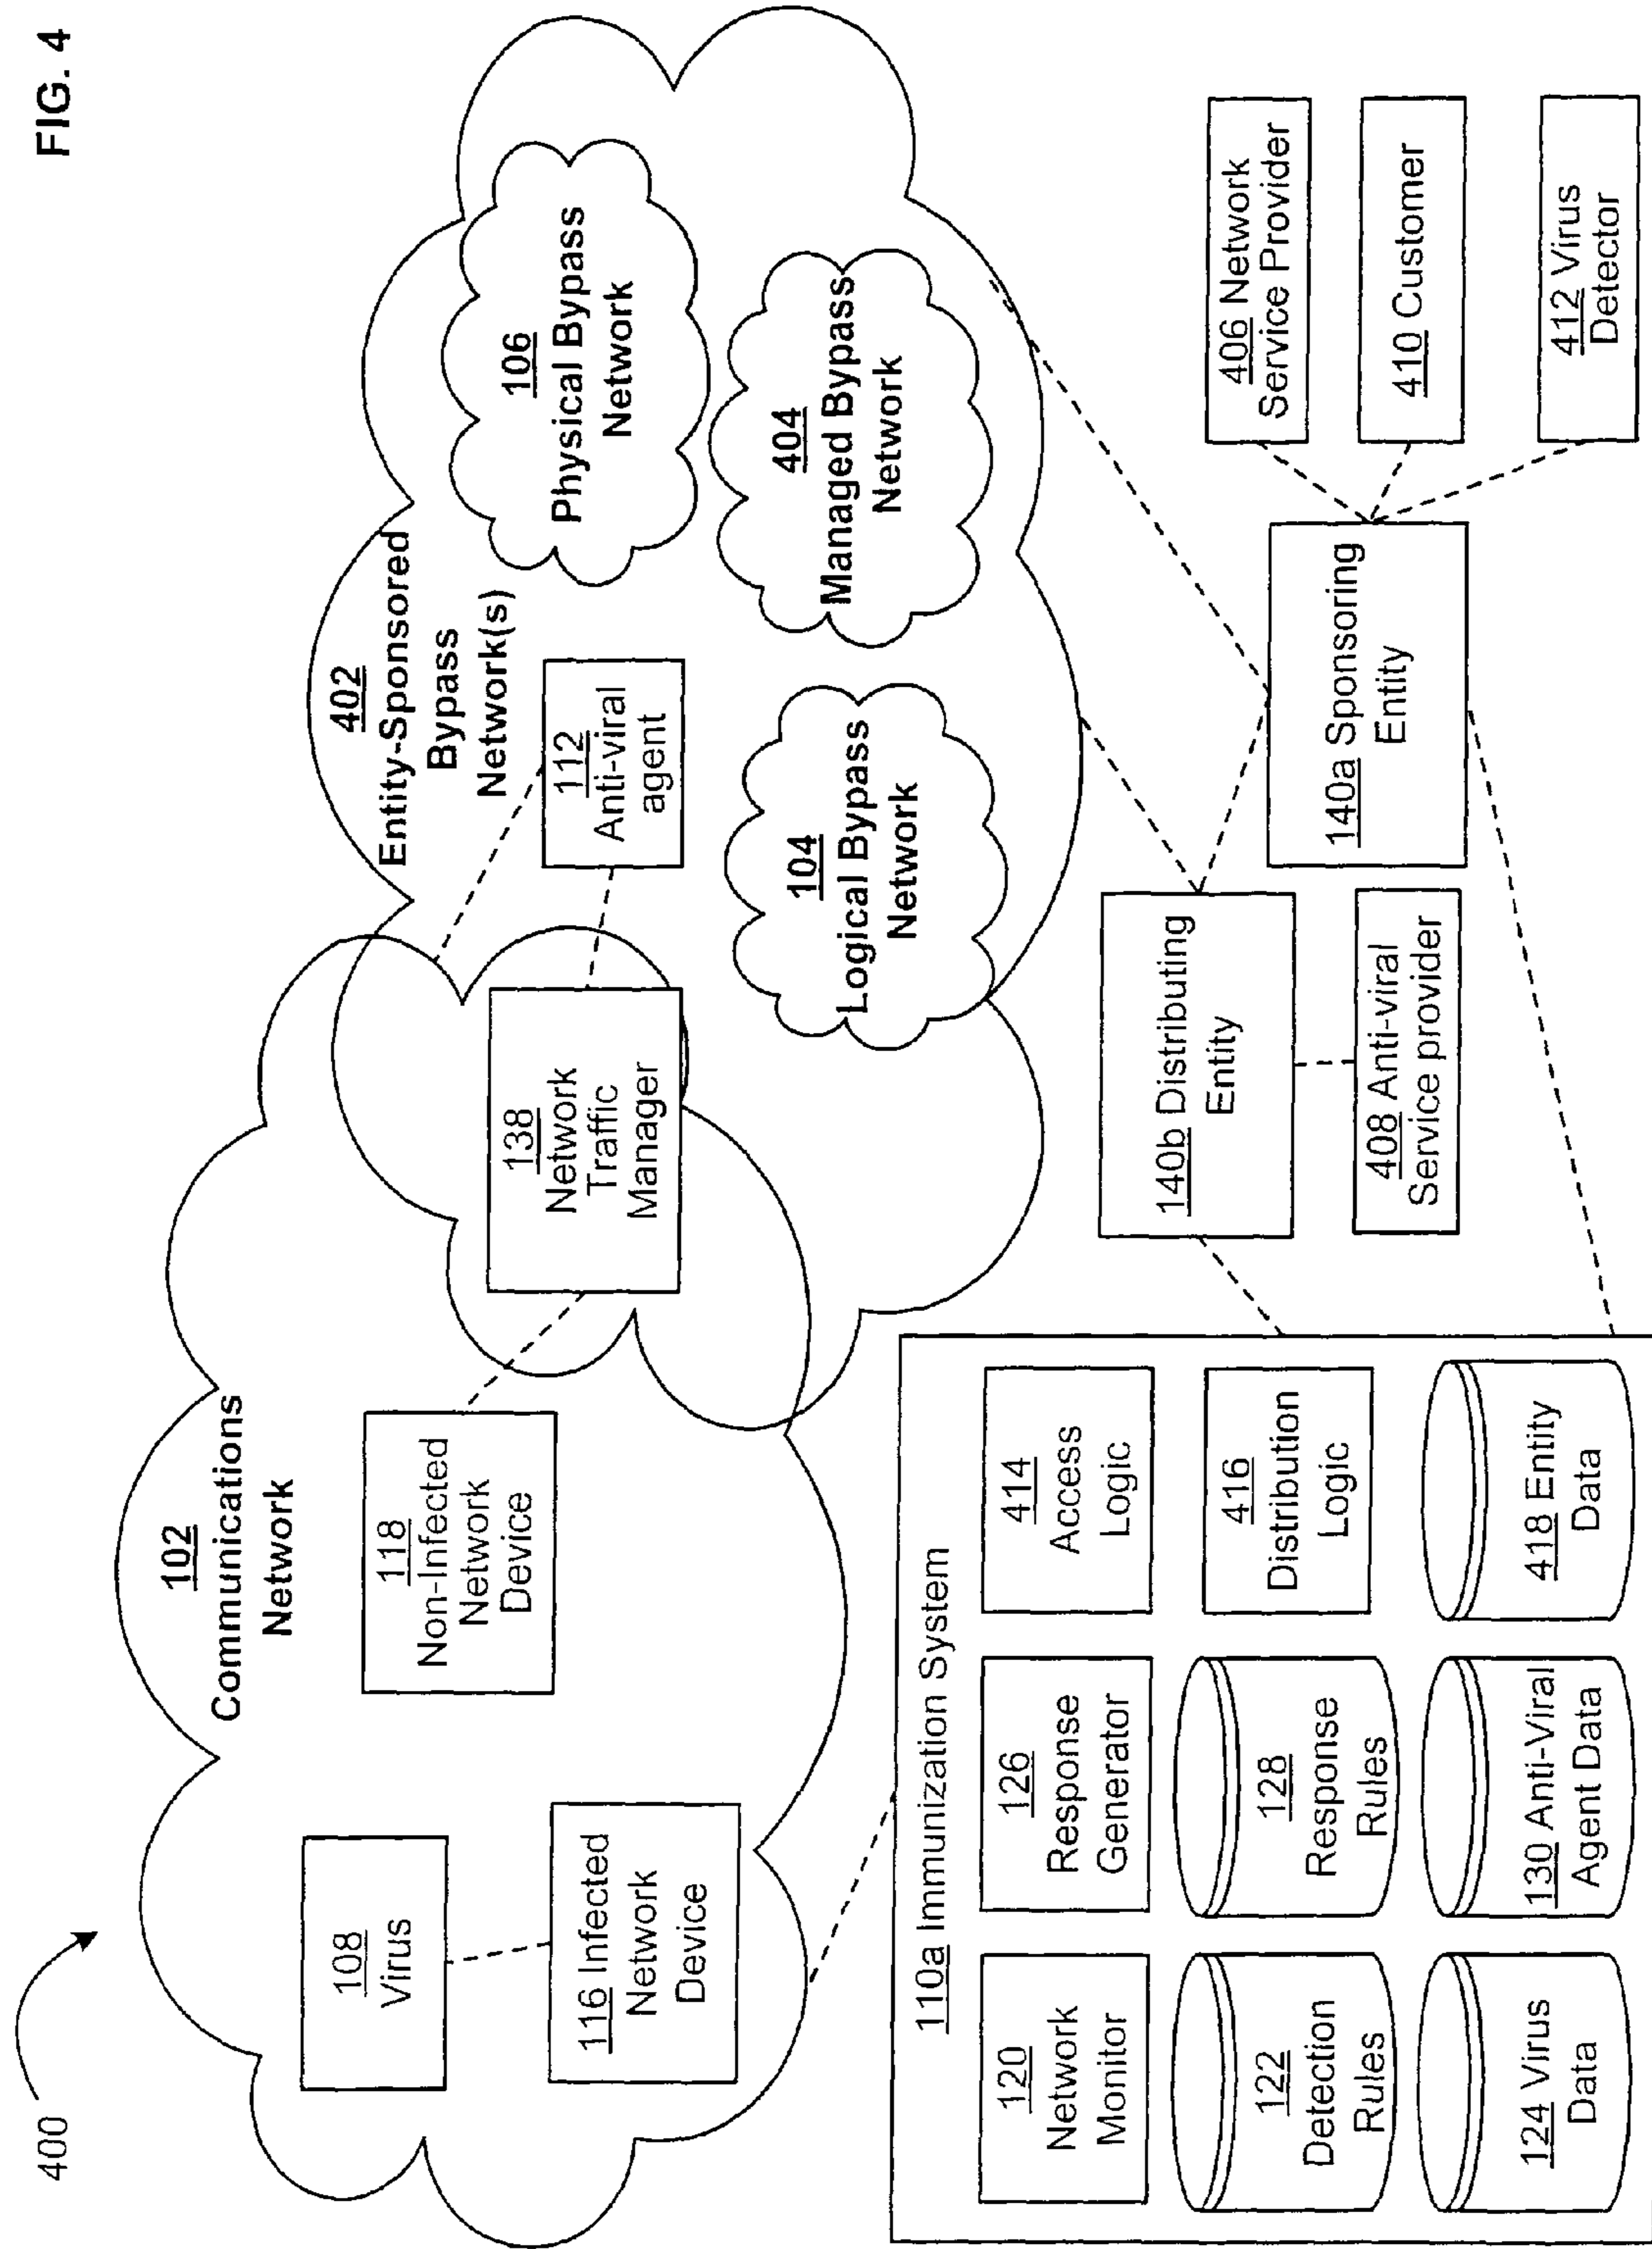 FIG. 4
400
102
Communications
Network
108
Virus
116 Infected
Network
Device
118
Non-Infected
Network
Device
138
Network
Traffic
Manager
402
Entity-Sponsored
Bypass
Network(s)
112
Anti-viral
agent
106
Physical Bypass
Network
104
Logical Bypass
Network
404
Managed Bypass
Network
110a Immunization System
120
Network
Monitor
126
Response
Generator
414
Access
Logic
122
Detection
Rules
128
Response
Rules
416
Distribution
Logic
124 Virus
Data
130 Anti-Viral
Agent Data
418 Entity
Data
140b Distributing
Entity
408 Anti-viral
Service provider
140a Sponsoring
Entity
406 Network
Service Provider
410 Customer
412 Virus
Detector